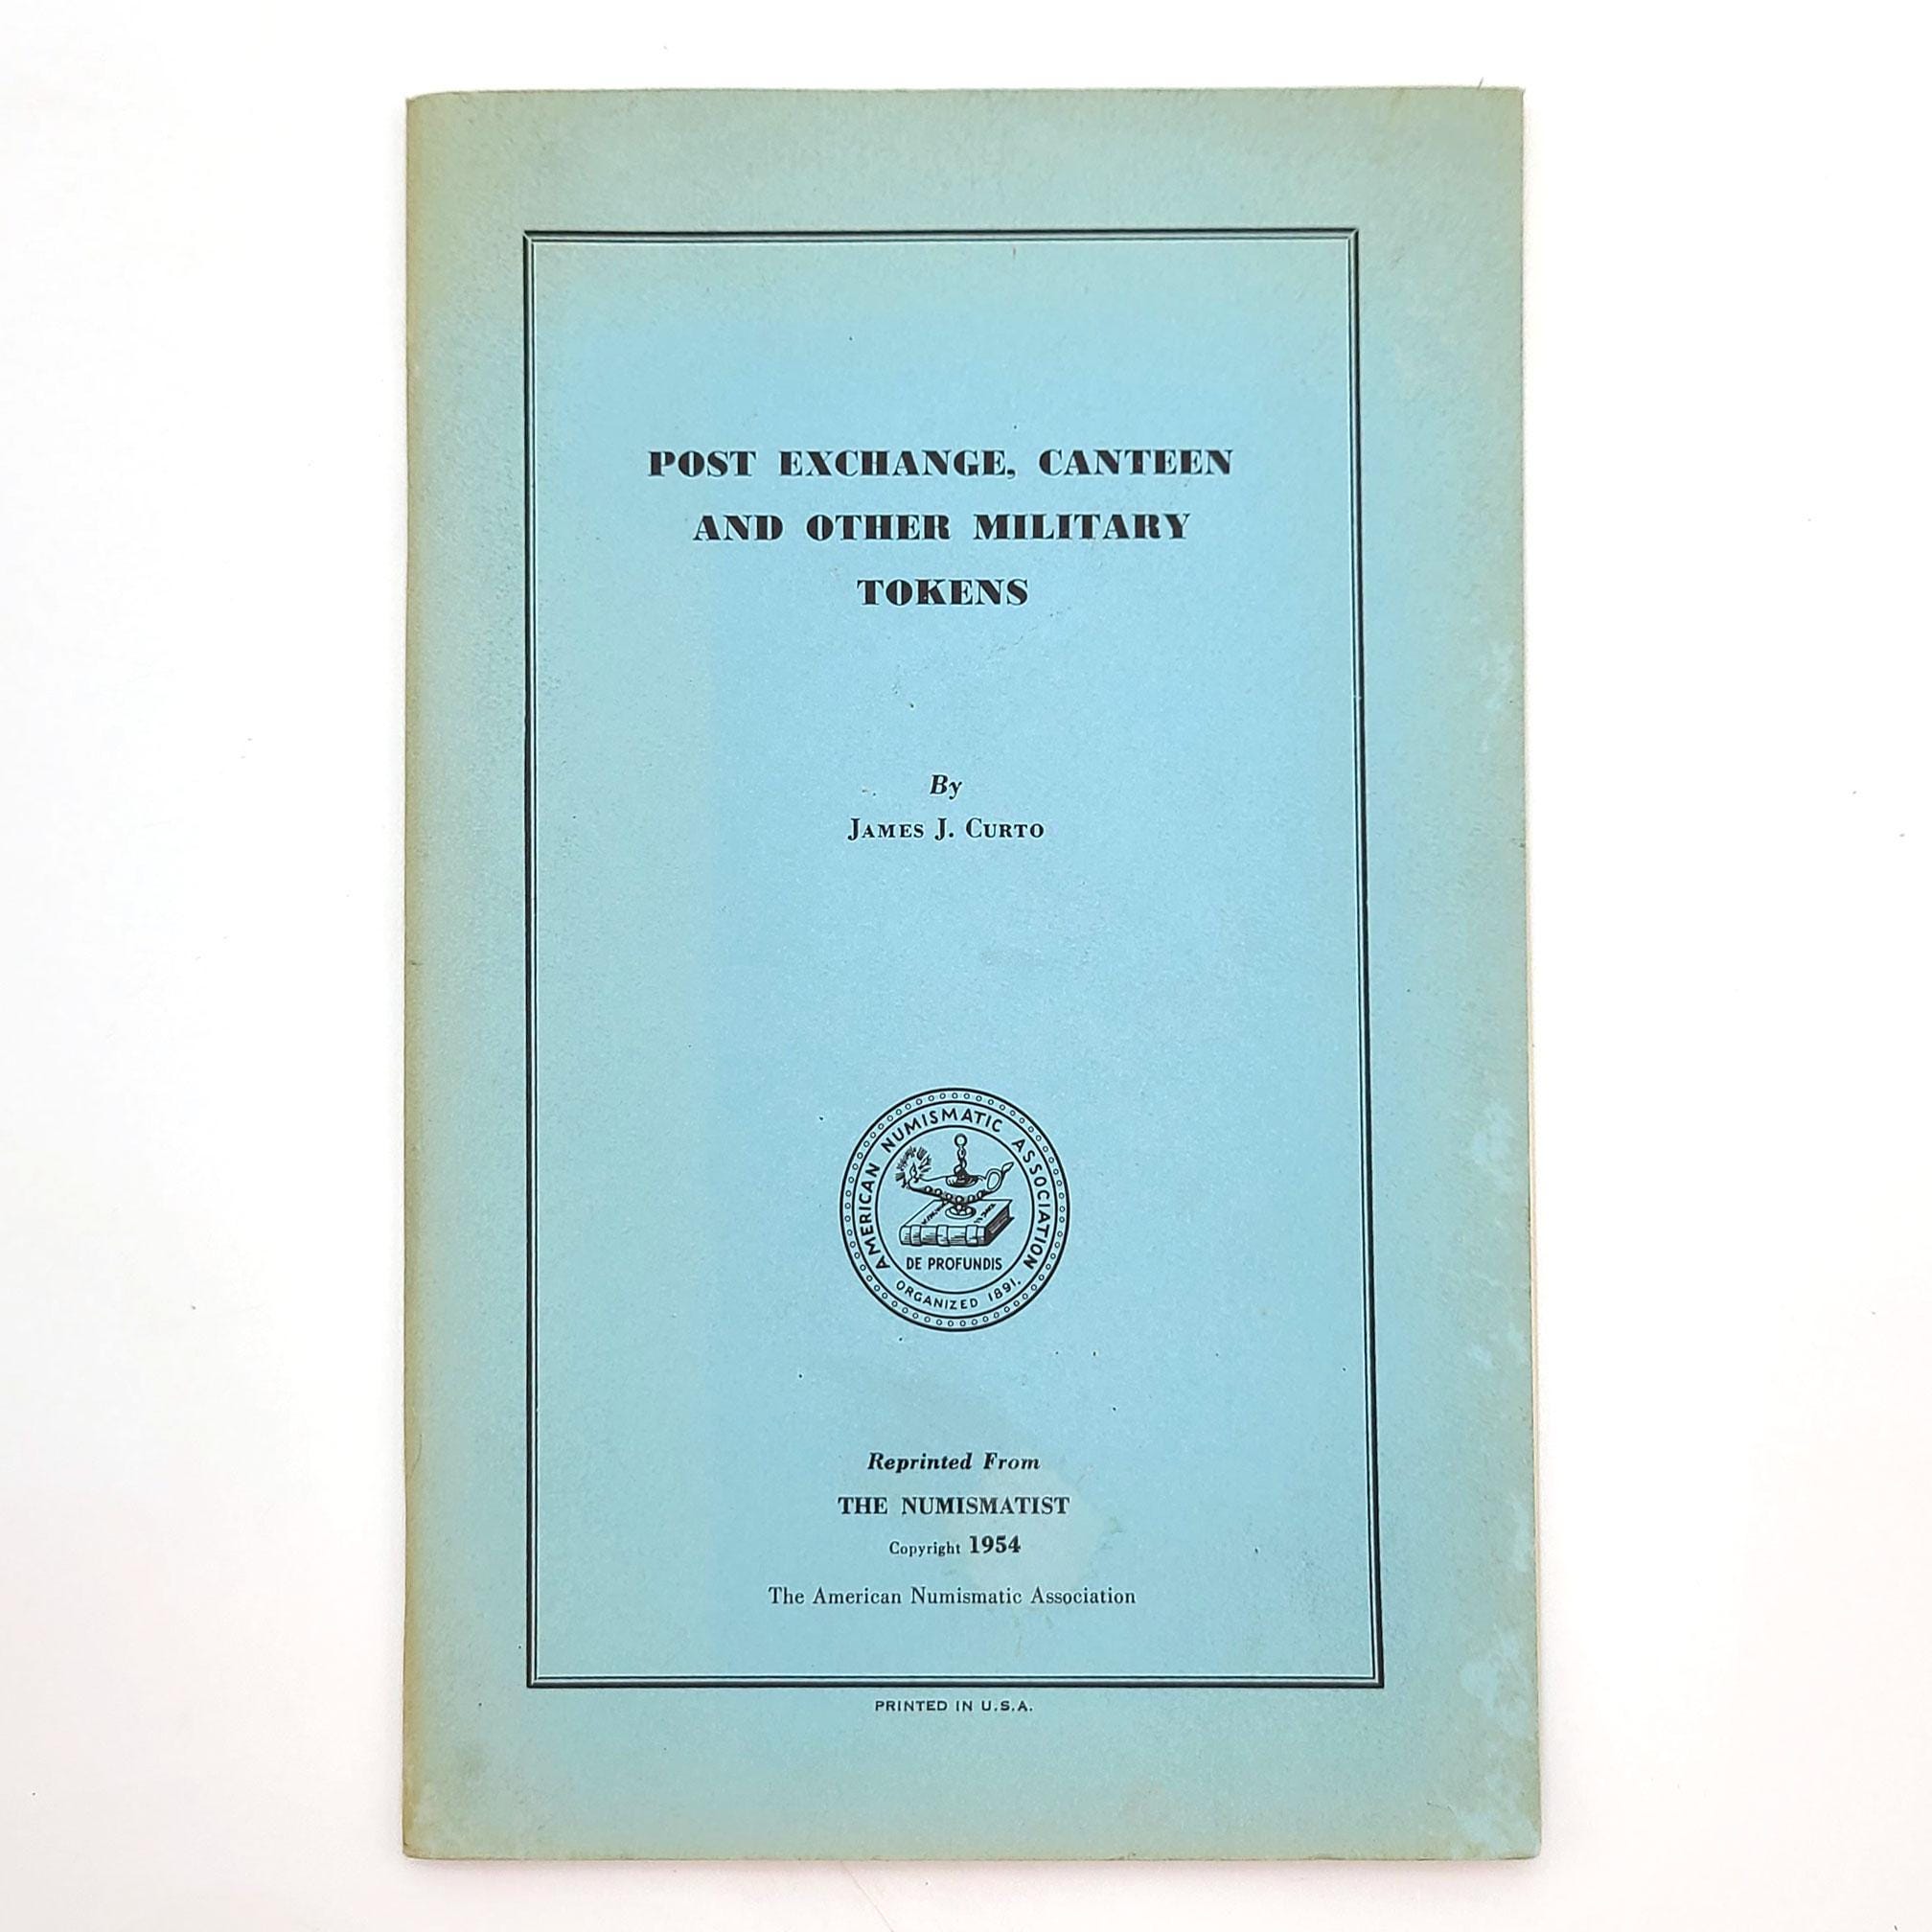 POST EXCHANGE, CANTEEN
AND OTHER MILITARY
TOKENS
By
JAMES J. CURTO
AMERICAN NUMISMATIC ASSOCIATION
DE PROFUNDIS
ORGANIZED 1891.
Reprinted From
THE NUMISMATIST
Copyright 1954
The American Numismatic Association
PRINTED IN U.S.A.